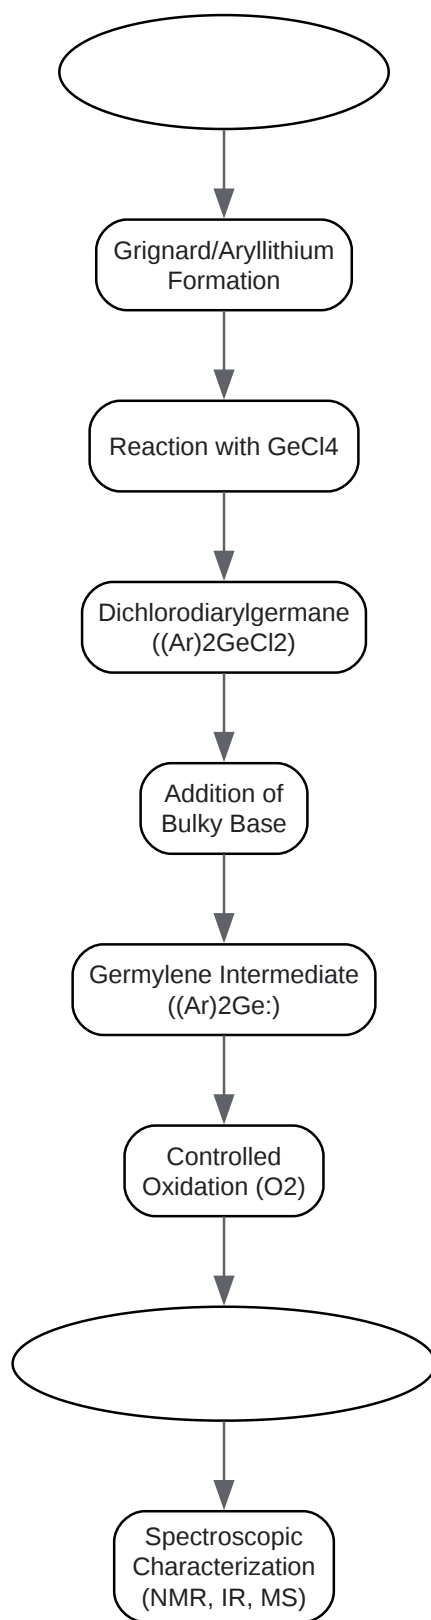 Grignard/Aryllithium
Formation
Reaction with GeCl4
Dichlorodiarylgermane
((Ar)2GeCl2)
Addition of
Bulky Base
Germylene Intermediate
((Ar)2Ge:)
Controlled
Oxidation (O2)
Spectroscopic
Characterization
(NMR, IR, MS)